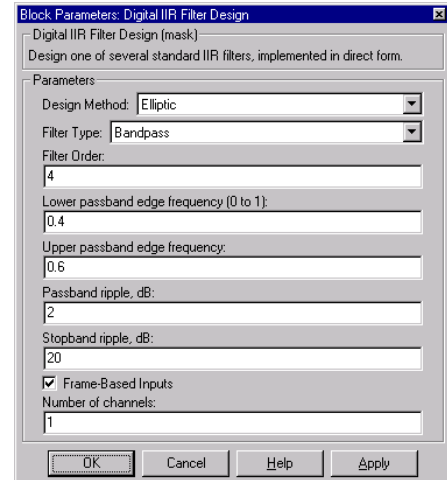 Block Parameters: Digital IIR Filter Design
Digital IIR Filter Design (mask)
Design one of several standard IIR filters, implemented in direct form.
Parameters
Design Method: Elliptic
Filter Type: Bandpass
Filter Order:
4
Lower passband edge frequency (0 to 1):
0.4
Upper passband edge frequency:
0.6
Passband ripple, dB:
2
Stopband ripple, dB:
20
Frame-Based Inputs
Number of channels:
1
OK Cancel Help Apply